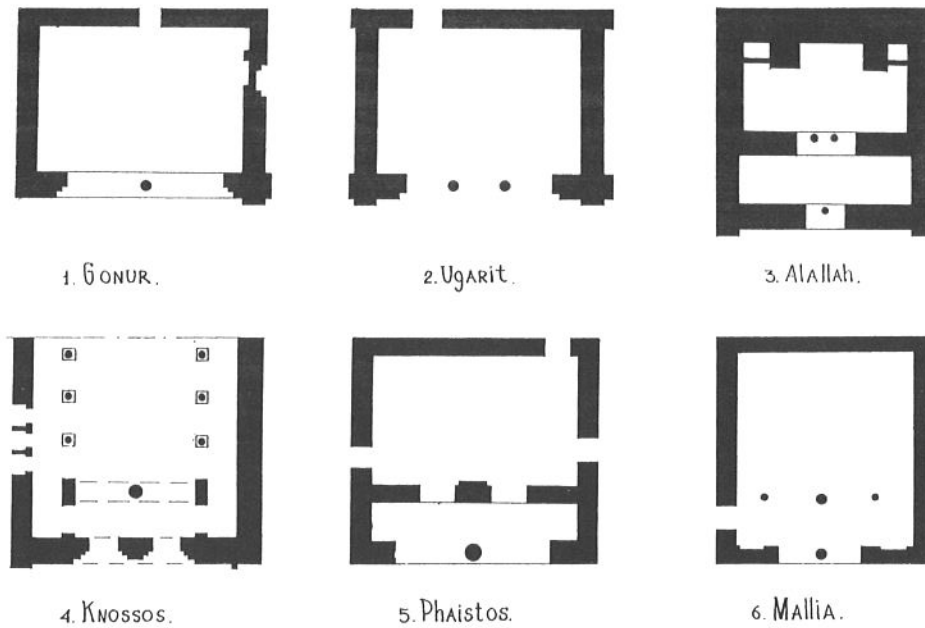 1. GONUR.
2. UgARIT.
3. AlAllAh.
4. KNOSSOS.
5. PhAISTOS.
6. MAllIA.